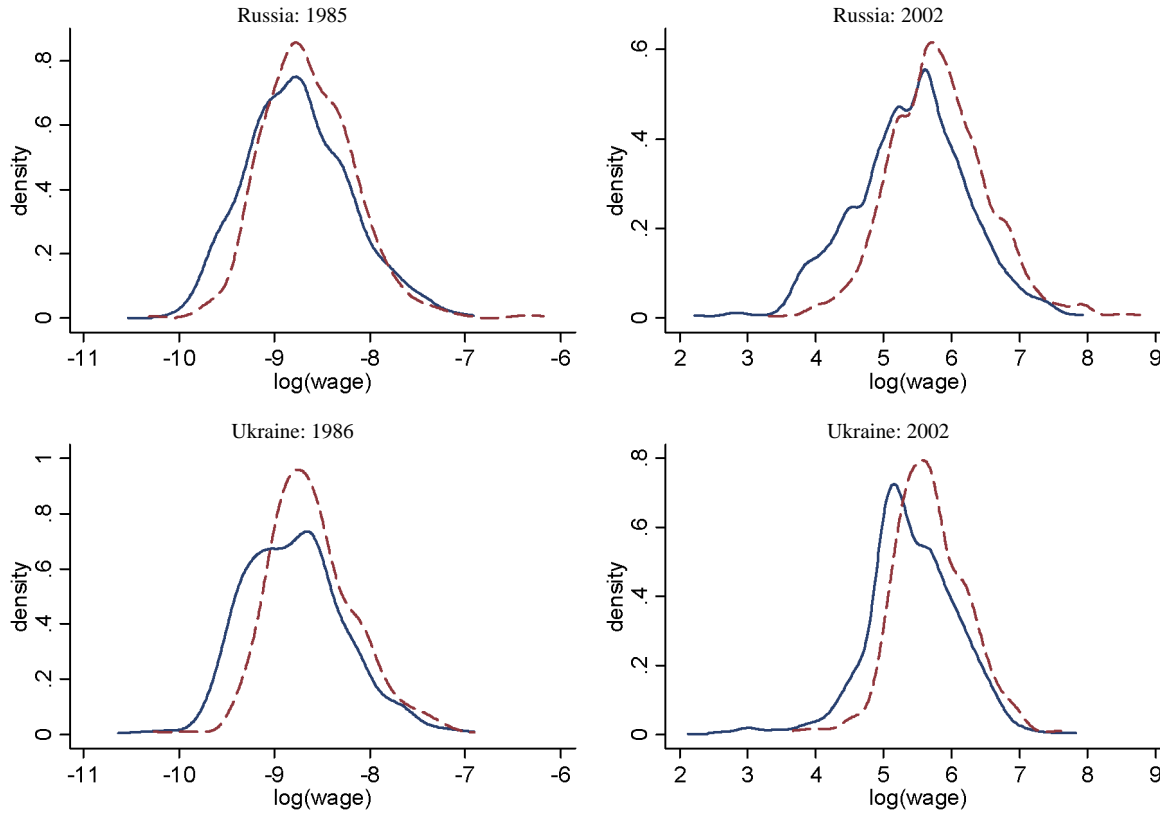 Russia: 1985
density
0 .2 .4 .6 .8
-11 -10 -9 -8 -7 -6
log(wage)
Russia: 2002
density
0 .2 .4 .6
2 3 4 5 6 7 8 9
log(wage)
Ukraine: 1986
density
0 .2 .4 .6 .8 1
-11 -10 -9 -8 -7 -6
log(wage)
Ukraine: 2002
density
0 .2 .4 .6 .8
2 3 4 5 6 7 8 9
log(wage)